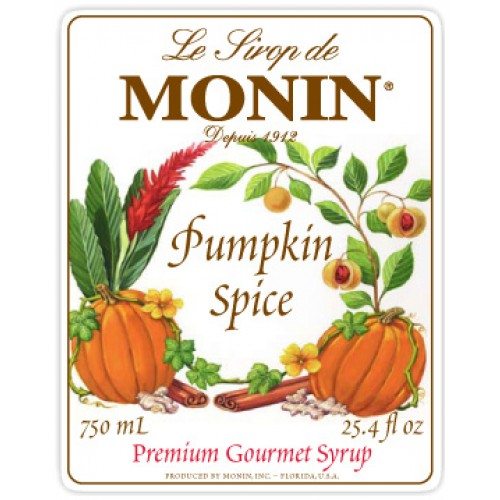 Le Sirop de
MONIN®
Depuis 1912
Pumpkin
Spice
750 mL
25.4 fl oz
Premium Gourmet Syrup
PRODUCED BY MONIN, INC. ~ FLORIDA, U.S.A.